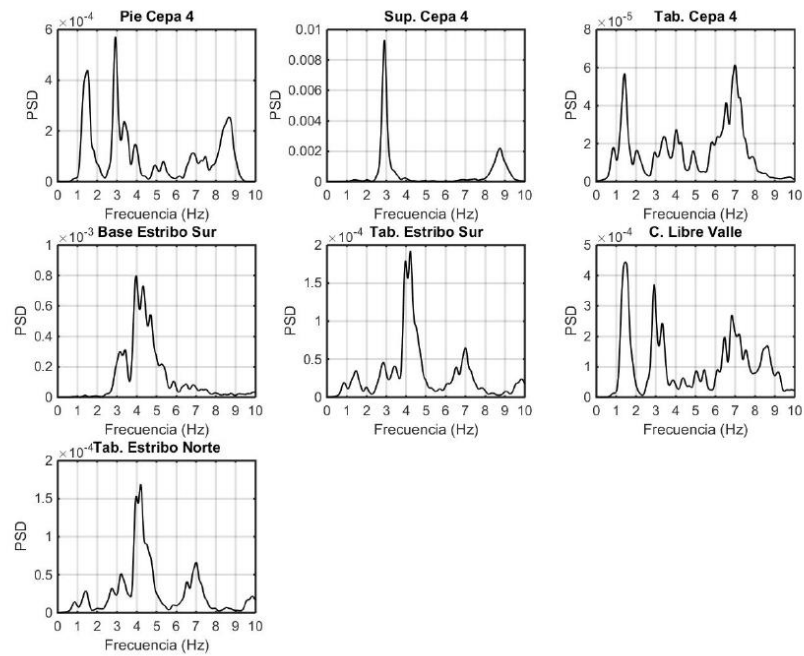 ×10⁻⁴ Pie Cepa 4
6
4
2
0
PSD
0 1 2 3 4 5 6 7 8 9 10
Frecuencia (Hz)
Sup. Cepa 4
0.01
0.008
0.006
0.004
0.002
0
PSD
0 1 2 3 4 5 6 7 8 9 10
Frecuencia (Hz)
×10⁻⁵ Tab. Cepa 4
8
6
4
2
0
PSD
0 1 2 3 4 5 6 7 8 9 10
Frecuencia (Hz)
×10⁻³ Base Estribo Sur
1
0.8
0.6
0.4
0.2
0
PSD
0 1 2 3 4 5 6 7 8 9 10
Frecuencia (Hz)
×10⁻⁴ Tab. Estribo Sur
2
1.5
1
0.5
0
PSD
0 1 2 3 4 5 6 7 8 9 10
Frecuencia (Hz)
×10⁻⁴ C. Libre Valle
5
4
3
2
1
0
PSD
0 1 2 3 4 5 6 7 8 9 10
Frecuencia (Hz)
×10⁻⁴ Tab. Estribo Norte
2
1.5
1
0.5
0
PSD
0 1 2 3 4 5 6 7 8 9 10
Frecuencia (Hz)